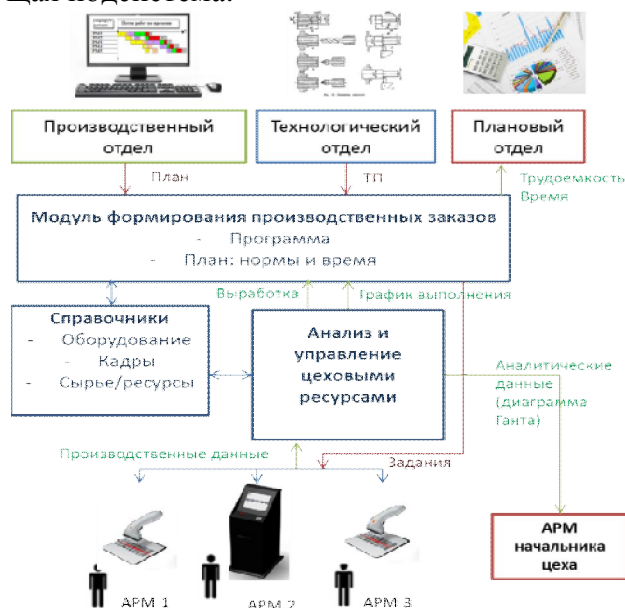 щая подсистема.
Производственный
отдел
Технологический
отдел
Плановый
отдел
План
ТП
Трудоемкость
Время
Модуль формирования производственных заказов
- Программа
- План: нормы и время
Выработка
График выполнения
Справочники
- Оборудование
- Кадры
- Сырье/ресурсы
Анализ и
управление
цеховыми
ресурсами
Аналитические
данные
(диаграмма
Ганта)
Производственные данные
Задания
АРМ 1
АРМ 2
АРМ 3
АРМ
начальника
цеха